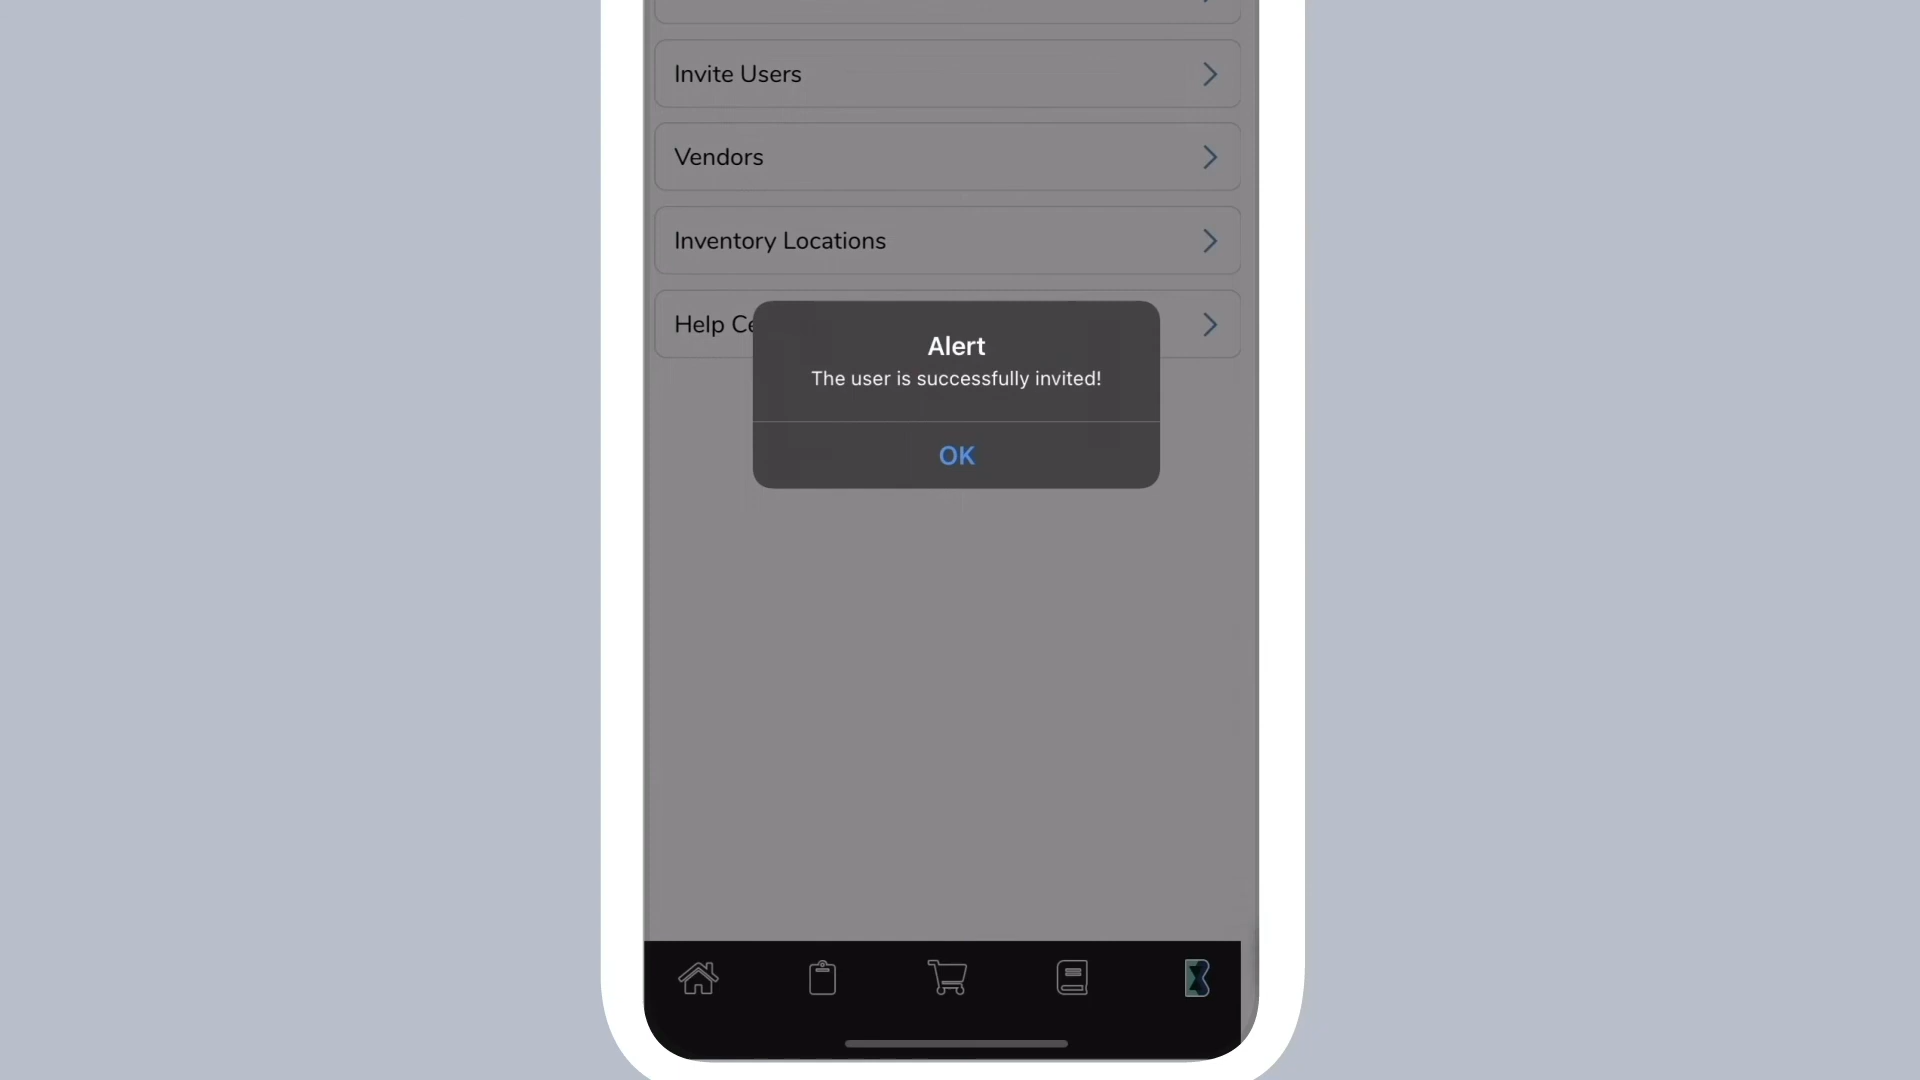 Invite Users
Vendors
Inventory Locations
Help Ce
Alert
The user is successfully invited!
OK